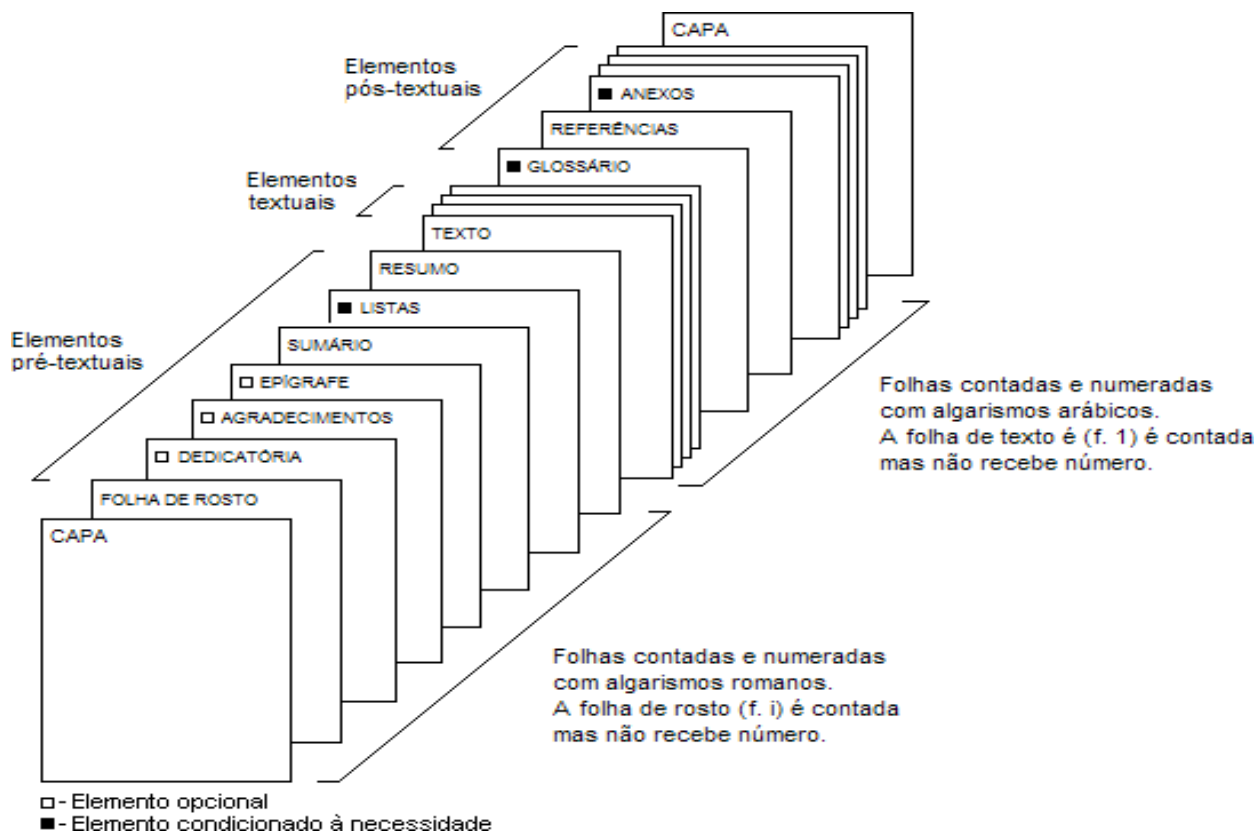 CAPA
Elementos
pós-textuais
■ ANEXOS
REFERÊNCIAS
■ GLOSSÁRIO
Elementos
textuais
TEXTO
RESUMO
■ LISTAS
SUMÁRIO
Elementos
pré-textuais
□ EPÍGRAFE
□ AGRADECIMENTOS
□ DEDICATÓRIA
FOLHA DE ROSTO
CAPA
Folhas contadas e numeradas
com algarismos arábicos.
A folha de texto é (f. 1) é contada
mas não recebe número.
Folhas contadas e numeradas
com algarismos romanos.
A folha de rosto (f. i) é contada
mas não recebe número.
□ - Elemento opcional
■ - Elemento condicionado à necessidade